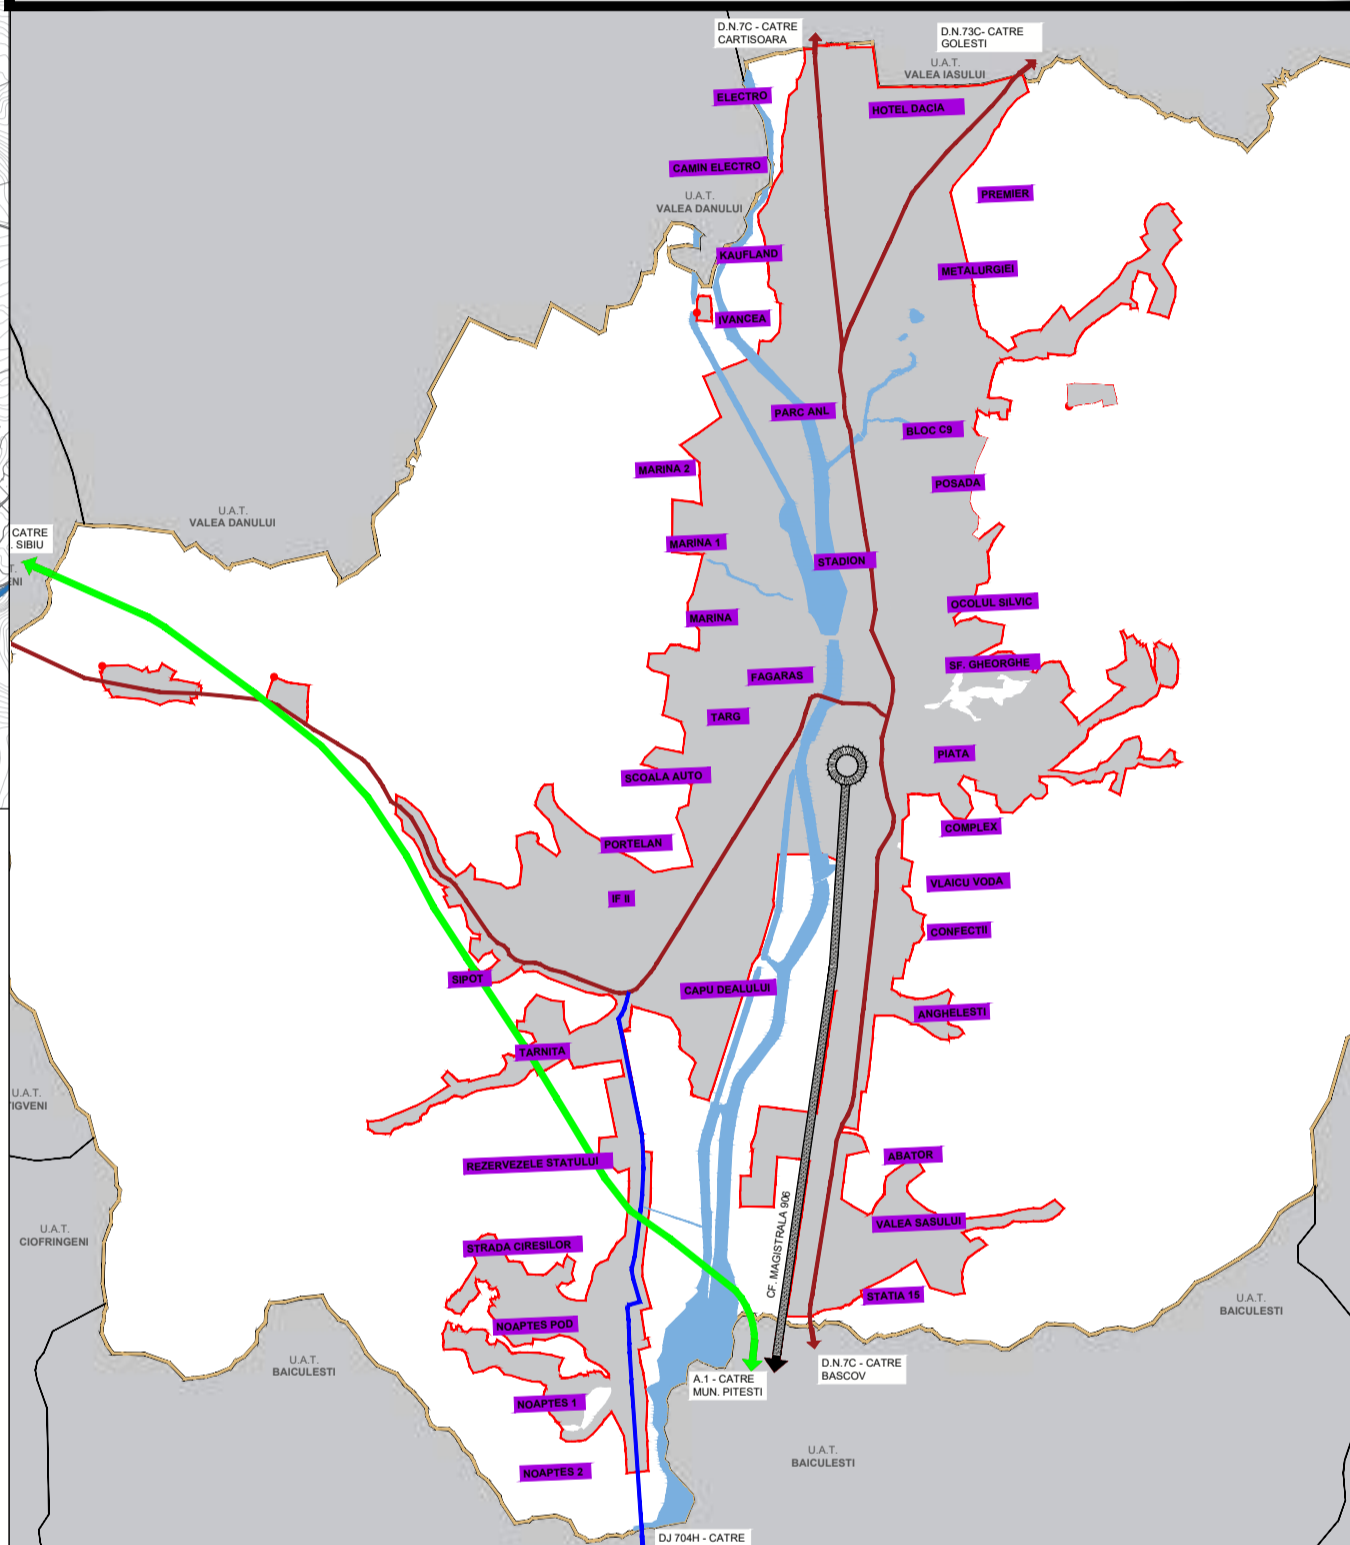 D.N.7C - CATRE
CARTISOARA
D.N.73C- CATRE
GOLESTI
U.A.T.
VALEA IASULUI
ELECTRO
HOTEL DACIA
CAMIN ELECTRO
U.A.T.
VALEA DANULUI
PREMIER
KAUFLAND
METALURGIEI
IVANCEA
PARC ANL
BLOC C9
MARINA 2
POSADA
U.A.T.
VALEA DANULUI
CATRE
. SIBIU
MARINA 1
STADION
OCOLUL SILVIC
MARINA
SF. GHEORGHE
FAGARAS
TARG
PIATA
SCOALA AUTO
COMPLEX
PORTELAN
VLAICU VODA
IF II
CONFECTII
SIPOT
CAPU DEALULUI
ANGHELESTI
TARNITA
U.A.T.
TIGVENI
ABATOR
REZERVEZELE STATULUI
CF. MAGISTRALA 906
VALEA SASULUI
U.A.T.
CIOFRINGENI
STRADA CIRESILOR
STATIA 15
U.A.T.
BAICULESTI
NOAPTES POD
U.A.T.
BAICULESTI
A.1 - CATRE
MUN. PITESTI
D.N.7C - CATRE
BASCOV
NOAPTES 1
U.A.T.
BAICULESTI
NOAPTES 2
DJ 704H - CATRE